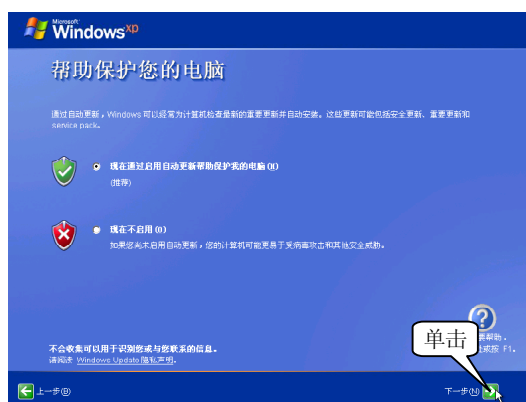 Microsoft
Windows xp
帮助保护您的电脑
通过自动更新，Windows 可以经常为计算机检查最新的重要更新并自动安装。这些更新可能包括安全更新、重要更新和
service pack。
现在通过启用自动更新帮助保护我的电脑(H)
(推荐)
现在不启用(O)
如果您尚未启用自动更新，您的计算机可能更易于受病毒攻击和其他安全威胁。
不会收集可以用于识别您或与您联系的信息。
请阅读 Windows Update 隐私声明。
要帮助，
或按 F1。
单击
上一步(B)
下一步(N)